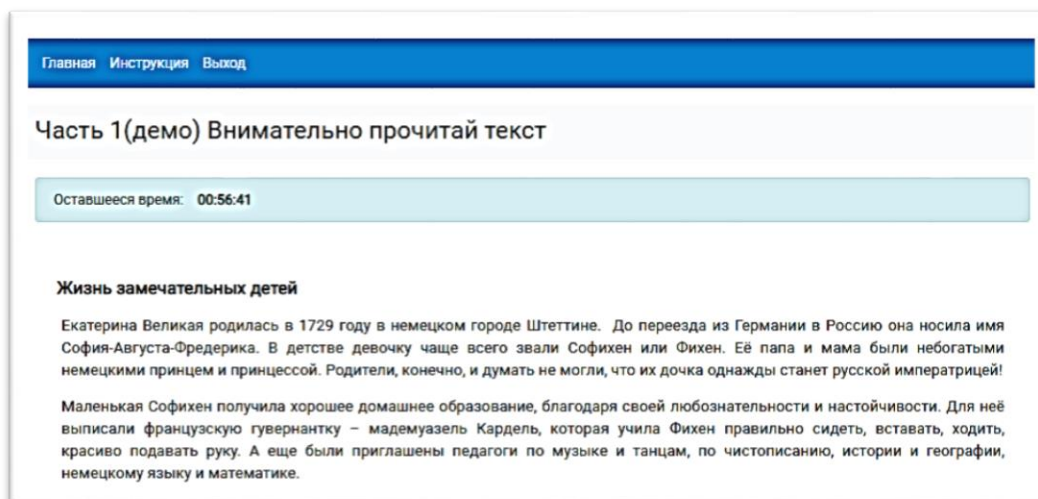 Главная Инструкция Выход
Часть 1(демо) Внимательно прочитай текст
Оставшееся время: 00:56:41
Жизнь замечательных детей
Екатерина Великая родилась в 1729 году в немецком городе Штеттине. До переезда из Германии в Россию она носила имя
София-Августа-Фредерика. В детстве девочку чаще всего звали Софихен или Фихен. Её папа и мама были небогатыми
немецкими принцем и принцессой. Родители, конечно, и думать не могли, что их дочка однажды станет русской императрицей!
Маленькая Софихен получила хорошее домашнее образование, благодаря своей любознательности и настойчивости. Для неё
выписали французскую гувернантку – мадемуазель Кардель, которая учила Фихен правильно сидеть, вставать, ходить,
красиво подавать руку. А еще были приглашены педагоги по музыке и танцам, по чистописанию, истории и географии,
немецкому языку и математике.